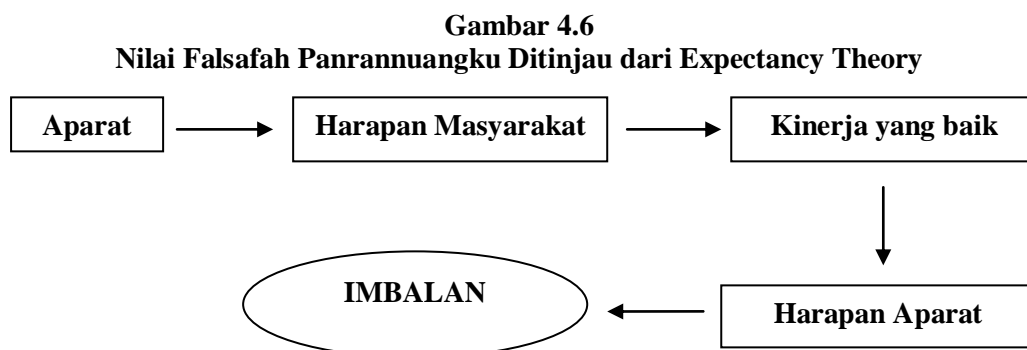 Gambar 4.6
Nilai Falsafah Panrannuangku Ditinjau dari Expectancy Theory
Aparat
Harapan Masyarakat
Kinerja yang baik
IMBALAN
Harapan Aparat